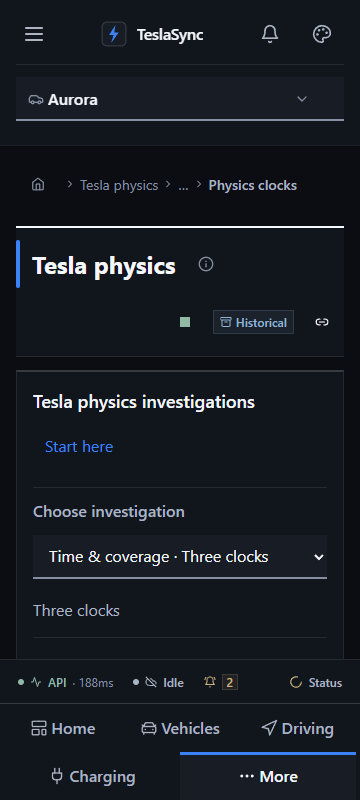 TeslaSync
Aurora
Tesla physics
...
Physics clocks
Tesla physics
Historical
Tesla physics investigations
Start here
Choose investigation
Time & coverage · Three clocks
Three clocks
API · 188ms
Idle
2
Status
Home
Vehicles
Driving
Charging
More